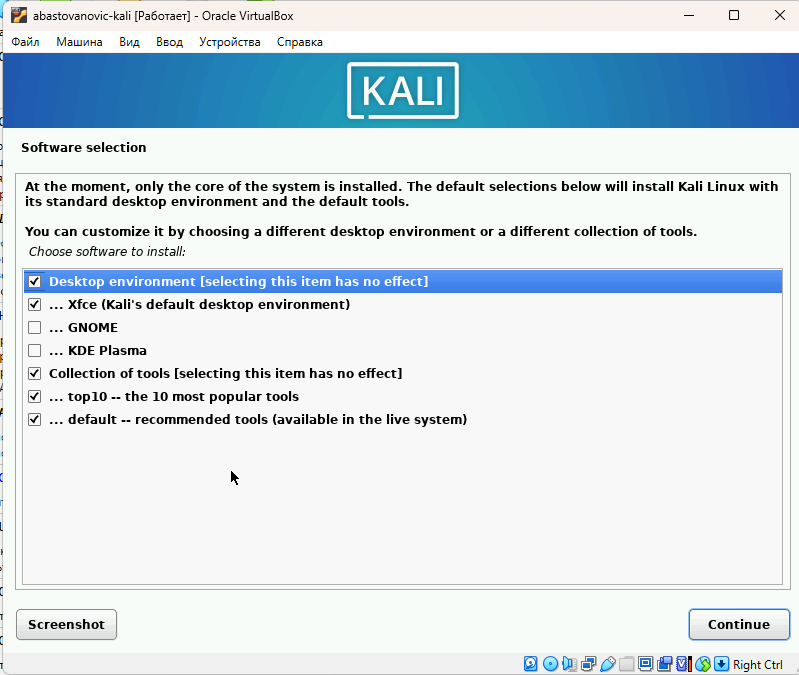 abastovanovic-kali [Работает] - Oracle VirtualBox
Файл Машина Вид Ввод Устройства Справка
KALI
Software selection
At the moment, only the core of the system is installed. The default selections below will install Kali Linux with
its standard desktop environment and the default tools.
You can customize it by choosing a different desktop environment or a different collection of tools.
Choose software to install:
Desktop environment [selecting this item has no effect]
... Xfce (Kali's default desktop environment)
... GNOME
... KDE Plasma
Collection of tools [selecting this item has no effect]
... top10 -- the 10 most popular tools
... default -- recommended tools (available in the live system)
Screenshot
Continue
Right Ctrl